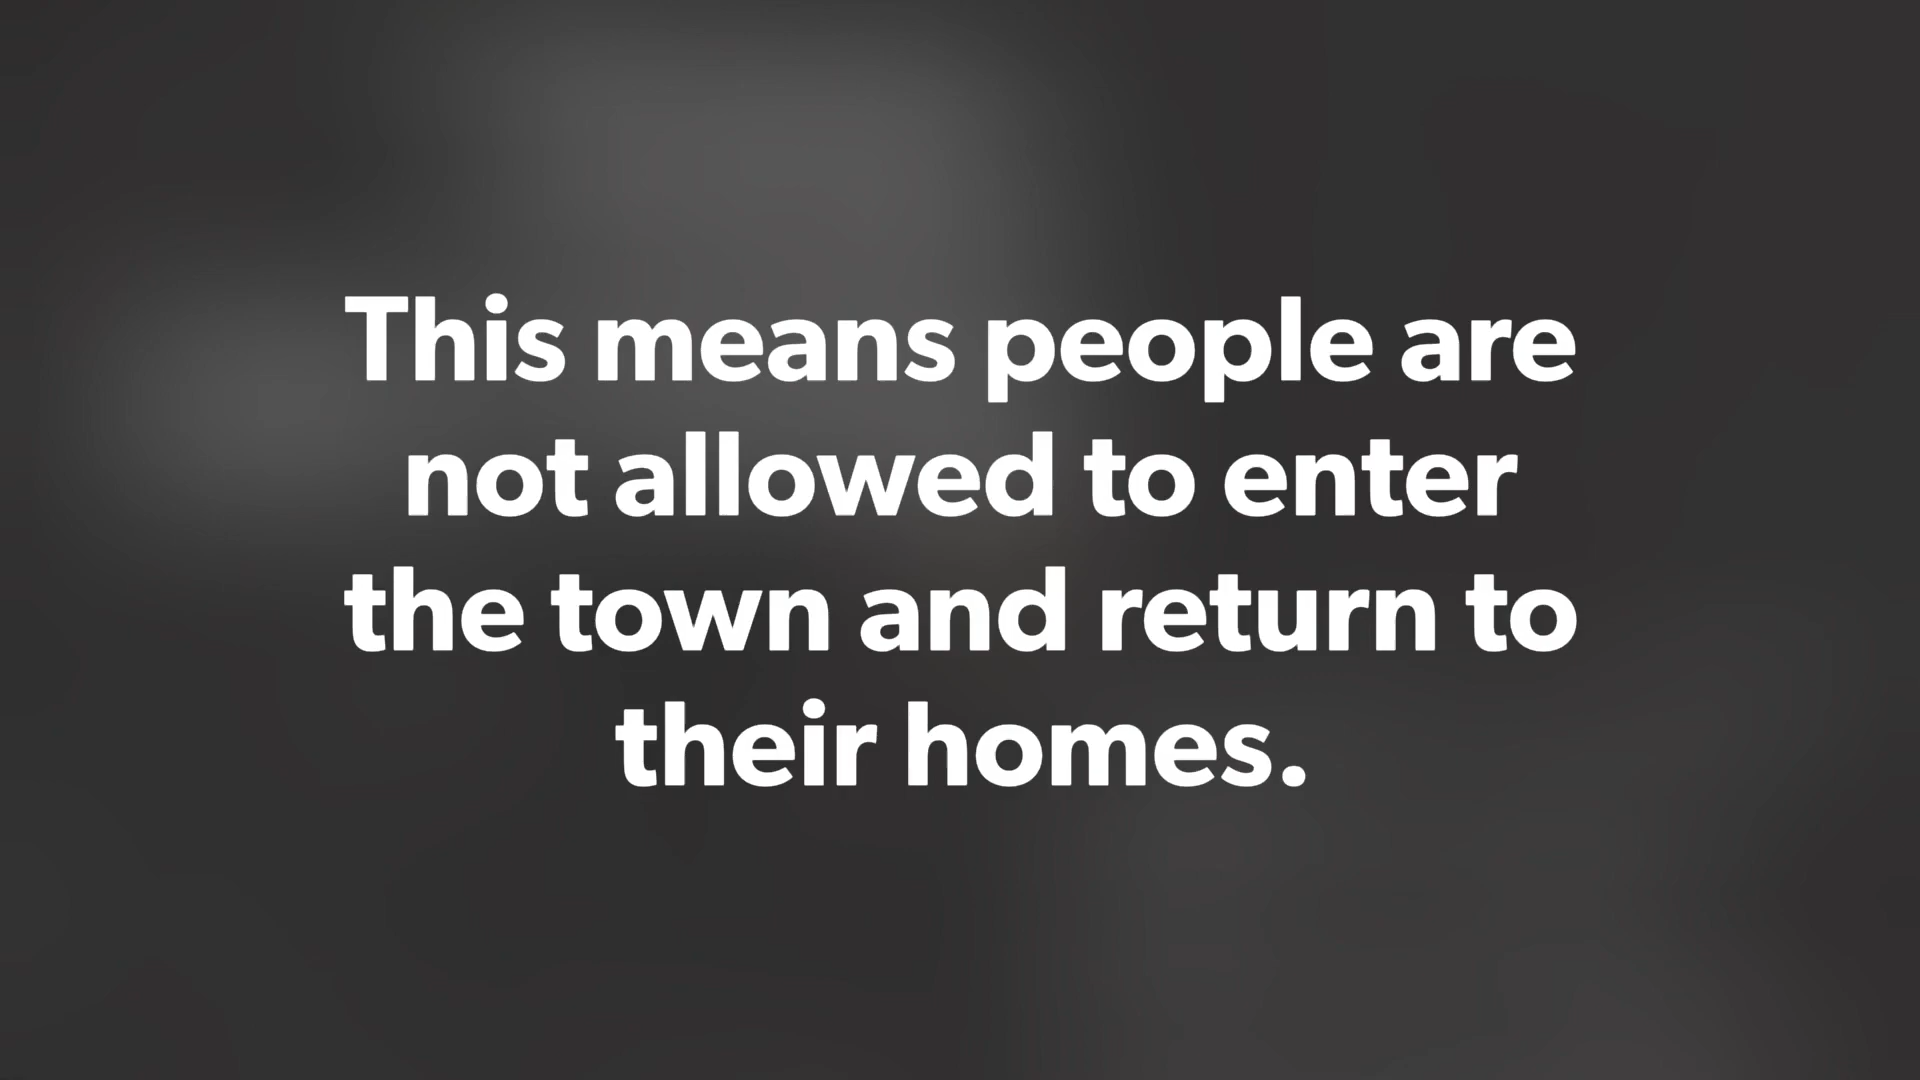 This means people are
not allowed to enter
the town and return to
their homes.